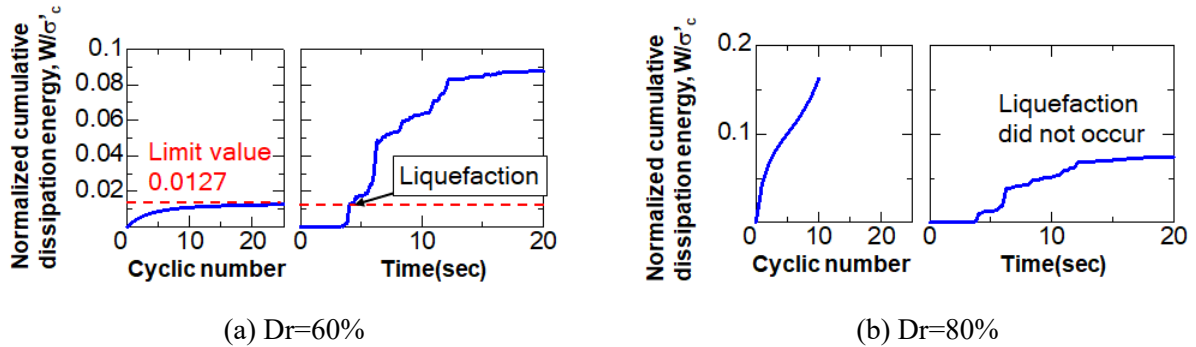 Normalized cumulative
dissipation energy, W/σ'c
0.1
0.08
0.06
0.04
0.02
Limit value
0.0127
0
10
20
Cyclic number
Liquefaction
0
10
20
Time(sec)
(a) Dr=60%
Normalized cumulative
dissipation energy, W/σ'c
0.2
0.1
0
10
20
Cyclic number
Liquefaction
did not occur
0
10
20
Time(sec)
(b) Dr=80%